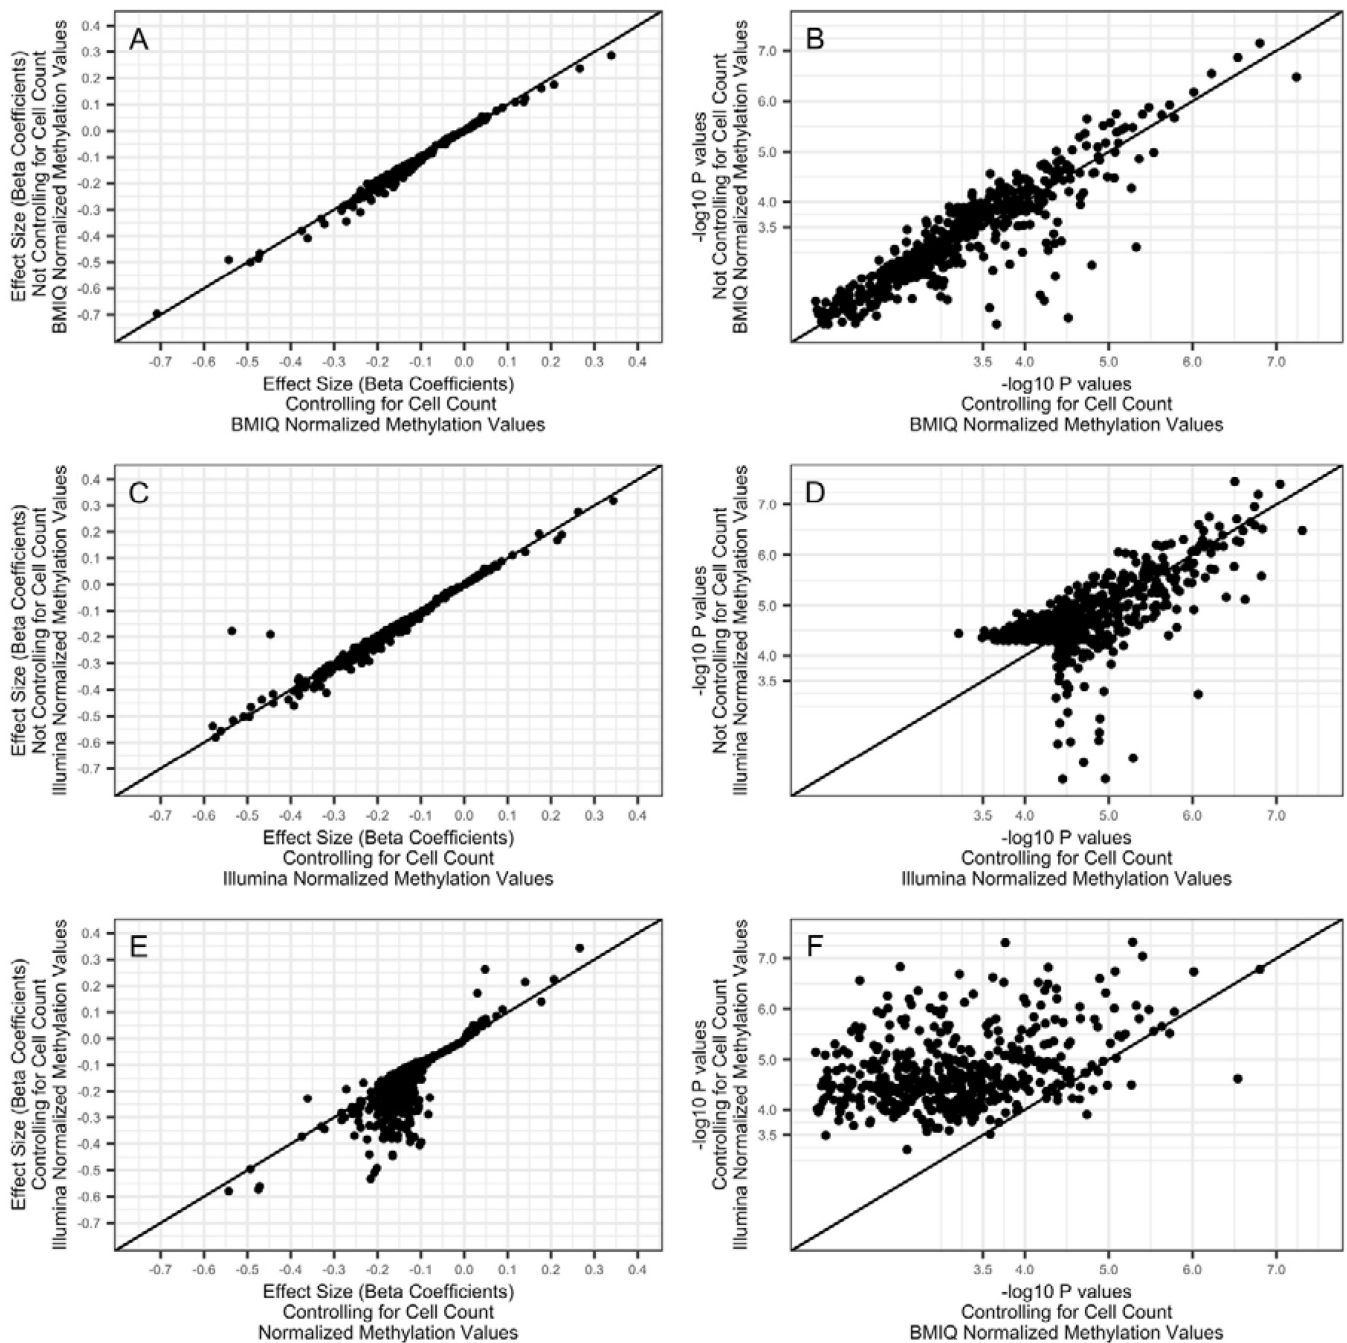 A
Effect Size (Beta Coefficients)
Not Controlling for Cell Count
BMIQ Normalized Methylation Values
0.4
0.3
0.2
0.1
0.0
-0.1
-0.2
-0.3
-0.4
-0.5
-0.6
-0.7
-0.7 -0.6 -0.5 -0.4 -0.3 -0.2 -0.1 0.0 0.1 0.2 0.3 0.4
Effect Size (Beta Coefficients)
Controlling for Cell Count
BMIQ Normalized Methylation Values
B
-log10 P values
Not Controlling for Cell Count
BMIQ Normalized Methylation Values
7.0
6.0
5.0
4.0
3.5
3.5 4.0 5.0 6.0 7.0
-log10 P values
Controlling for Cell Count
BMIQ Normalized Methylation Values
C
Effect Size (Beta Coefficients)
Not Controlling for Cell Count
Illumina Normalized Methylation Values
0.4
0.3
0.2
0.1
0.0
-0.1
-0.2
-0.3
-0.4
-0.5
-0.6
-0.7
-0.7 -0.6 -0.5 -0.4 -0.3 -0.2 -0.1 0.0 0.1 0.2 0.3 0.4
Effect Size (Beta Coefficients)
Controlling for Cell Count
Illumina Normalized Methylation Values
D
-log10 P values
Not Controlling for Cell Count
Illumina Normalized Methylation Values
7.0
6.0
5.0
4.0
3.5
3.5 4.0 5.0 6.0 7.0
-log10 P values
Controlling for Cell Count
Illumina Normalized Methylation Values
E
Effect Size (Beta Coefficients)
Controlling for Cell Count
Illumina Normalized Methylation Values
0.4
0.3
0.2
0.1
0.0
-0.1
-0.2
-0.3
-0.4
-0.5
-0.6
-0.7
-0.7 -0.6 -0.5 -0.4 -0.3 -0.2 -0.1 0.0 0.1 0.2 0.3 0.4
Effect Size (Beta Coefficients)
Controlling for Cell Count
Normalized Methylation Values
F
-log10 P values
Controlling for Cell Count
Illumina Normalized Methylation Values
7.0
6.0
5.0
4.0
3.5
3.5 4.0 5.0 6.0 7.0
-log10 P values
Controlling for Cell Count
BMIQ Normalized Methylation Values